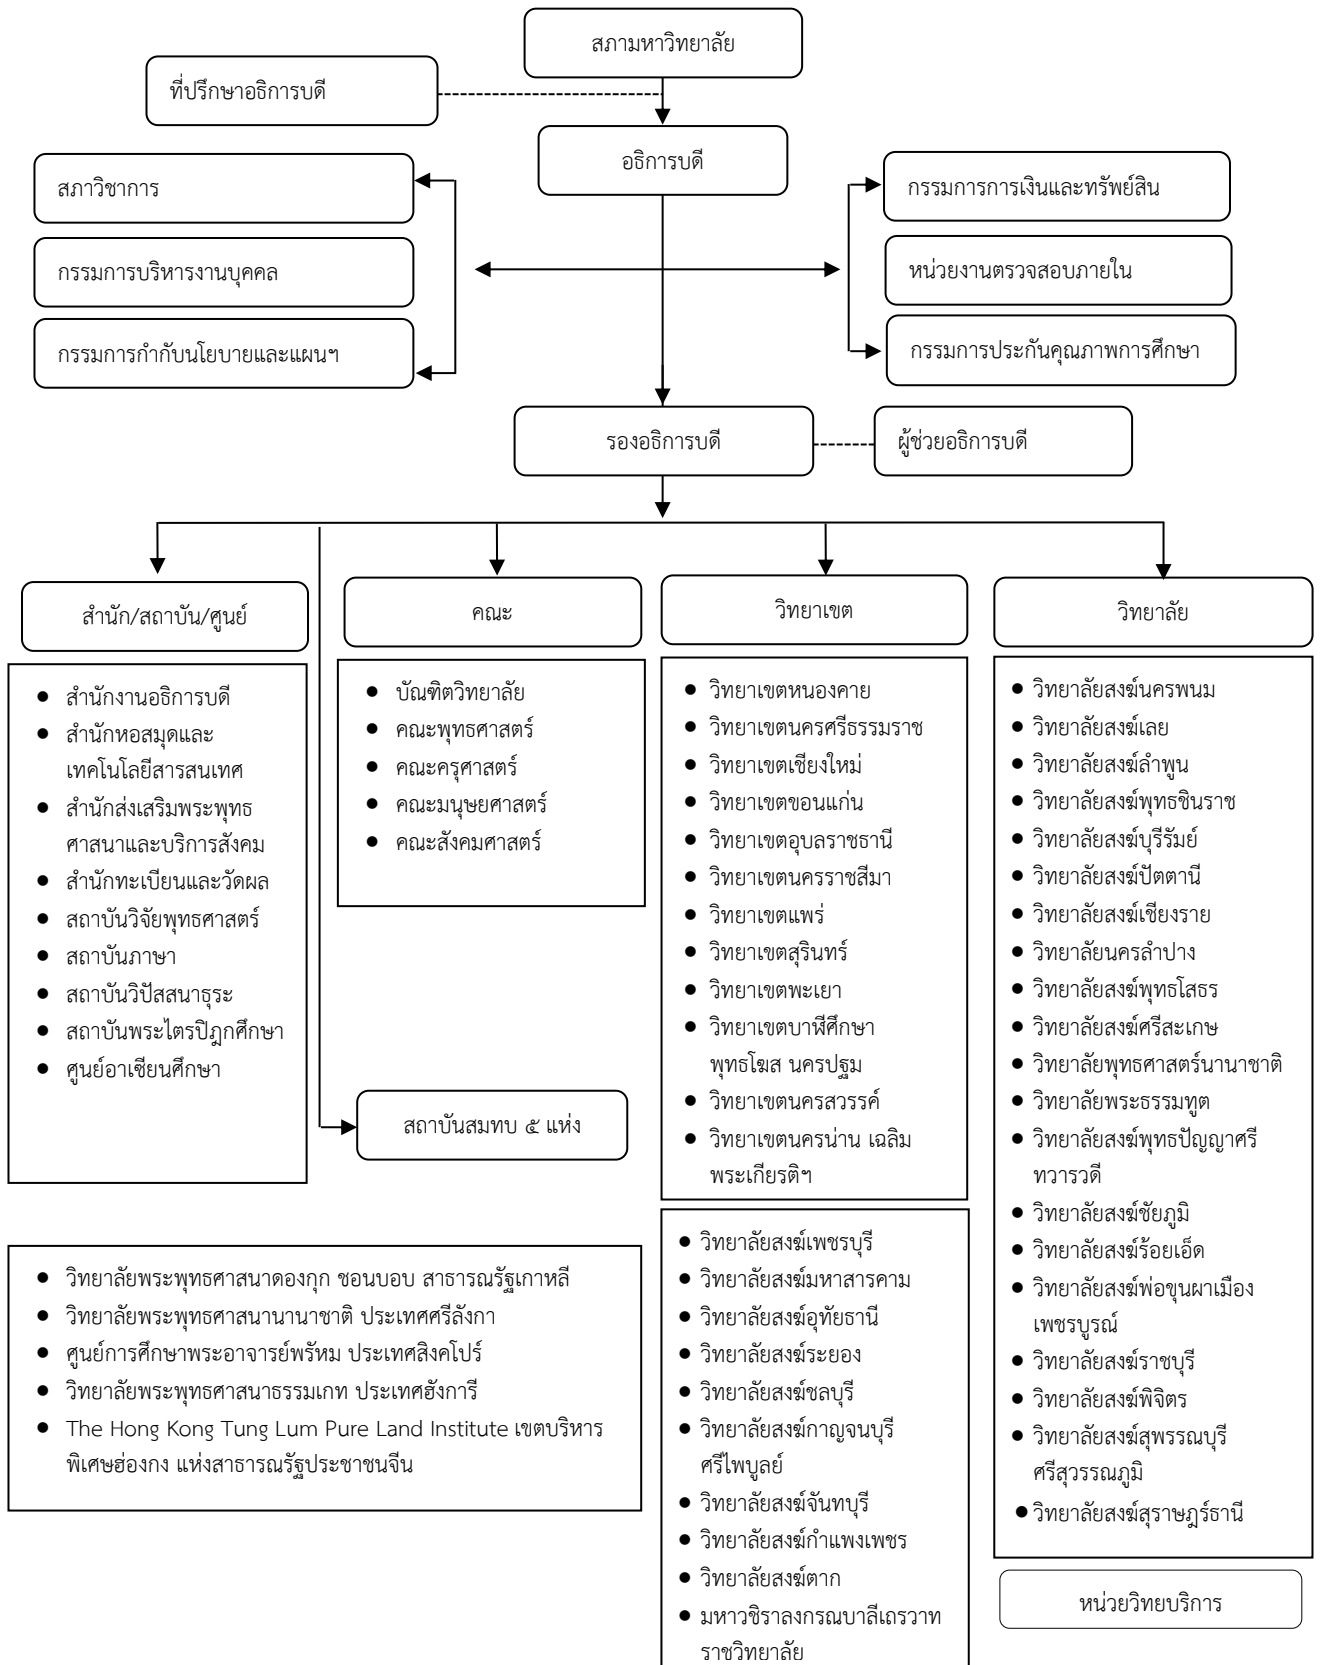 สภามหาวิทยาลัย
ที่ปรึกษาอธิการบดี
อธิการบดี
สภาวิชาการ
กรรมการบริหารงานบุคคล
กรรมการกำกับนโยบายและแผนฯ
กรรมการการเงินและทรัพย์สิน
หน่วยงานตรวจสอบภายใน
กรรมการประกันคุณภาพการศึกษา
รองอธิการบดี
ผู้ช่วยอธิการบดี
สำนัก/สถาบัน/ศูนย์
• สำนักงานอธิการบดี
• สำนักหอสมุดและ
เทคโนโลยีสารสนเทศ
• สำนักส่งเสริมพระพุทธ
ศาสนาและบริการสังคม
• สำนักทะเบียนและวัดผล
• สถาบันวิจัยพุทธศาสตร์
• สถาบันภาษา
• สถาบันวิปัสสนาธุระ
• สถาบันพระไตรปิฎกศึกษา
• ศูนย์อาเซียนศึกษา
คณะ
• บัณฑิตวิทยาลัย
• คณะพุทธศาสตร์
• คณะครุศาสตร์
• คณะมนุษยศาสตร์
• คณะสังคมศาสตร์
สถาบันสมทบ ๕ แห่ง
• วิทยาลัยพระพุทธศาสนาดองกุก ชอนบอบ สาธารณรัฐเกาหลี
• วิทยาลัยพระพุทธศาสนานานาชาติ ประเทศศรีลังกา
• ศูนย์การศึกษาพระอาจารย์พรัหม ประเทศสิงคโปร์
• วิทยาลัยพระพุทธศาสนาธรรมเกท ประเทศฮังการี
• The Hong Kong Tung Lum Pure Land Institute เขตบริหาร
พิเศษฮ่องกง แห่งสาธารณรัฐประชาชนจีน
วิทยาเขต
• วิทยาเขตหนองคาย
• วิทยาเขตนครศรีธรรมราช
• วิทยาเขตเชียงใหม่
• วิทยาเขตขอนแก่น
• วิทยาเขตอุบลราชธานี
• วิทยาเขตนครราชสีมา
• วิทยาเขตแพร่
• วิทยาเขตสุรินทร์
• วิทยาเขตพะเยา
• วิทยาเขตบาฬีศึกษา
พุทธโฆส นครปฐม
• วิทยาเขตนครสวรรค์
• วิทยาเขตนครน่าน เฉลิม
พระเกียรติฯ
วิทยาลัย
• วิทยาลัยสงฆ์นครพนม
• วิทยาลัยสงฆ์เลย
• วิทยาลัยสงฆ์ลำพูน
• วิทยาลัยสงฆ์พุทธชินราช
• วิทยาลัยสงฆ์บุรีรัมย์
• วิทยาลัยสงฆ์ปัตตานี
• วิทยาลัยสงฆ์เชียงราย
• วิทยาลัยนครลำปาง
• วิทยาลัยสงฆ์พุทธโสธร
• วิทยาลัยสงฆ์ศรีสะเกษ
• วิทยาลัยพุทธศาสตร์นานาชาติ
• วิทยาลัยพระธรรมทูต
• วิทยาลัยสงฆ์พุทธปัญญาศรี
ทวารวดี
• วิทยาลัยสงฆ์ชัยภูมิ
• วิทยาลัยสงฆ์ร้อยเอ็ด
• วิทยาลัยสงฆ์พ่อขุนผาเมือง
เพชรบูรณ์
• วิทยาลัยสงฆ์ราชบุรี
• วิทยาลัยสงฆ์พิจิตร
• วิทยาลัยสงฆ์สุพรรณบุรี
ศรีสุวรรณภูมิ
• วิทยาลัยสงฆ์สุราษฎร์ธานี
• วิทยาลัยสงฆ์เพชรบุรี
• วิทยาลัยสงฆ์มหาสารคาม
• วิทยาลัยสงฆ์อุทัยธานี
• วิทยาลัยสงฆ์ระยอง
• วิทยาลัยสงฆ์ชลบุรี
• วิทยาลัยสงฆ์กาญจนบุรี
ศรีไพบูลย์
• วิทยาลัยสงฆ์จันทบุรี
• วิทยาลัยสงฆ์กำแพงเพชร
• วิทยาลัยสงฆ์ตาก
• มหาวชิราลงกรณบาลีเถรวาท
ราชวิทยาลัย
หน่วยวิทยบริการ